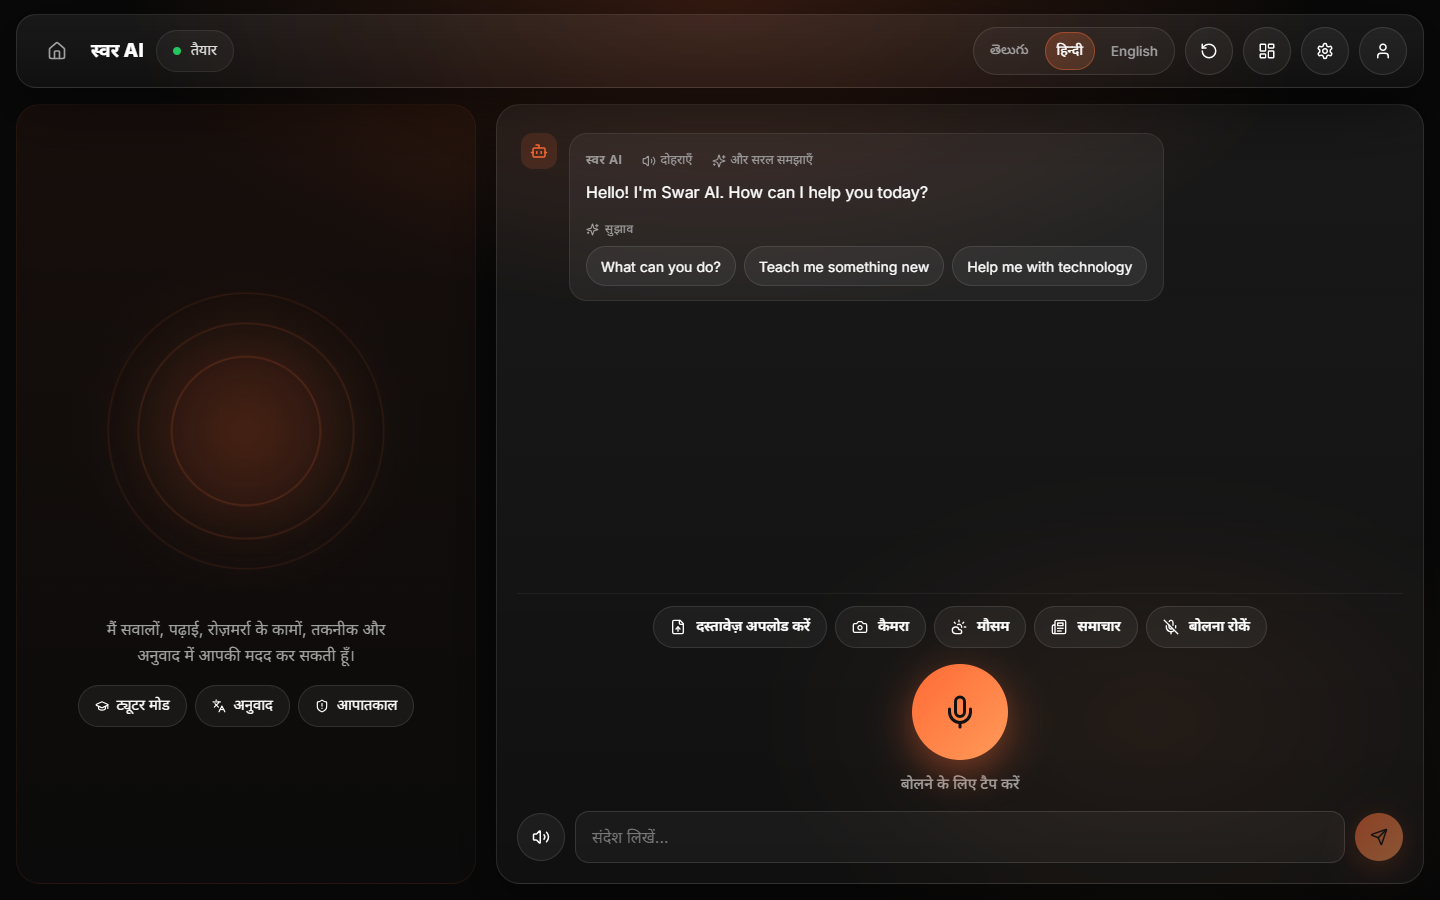 स्वर AI
तैयार
తెలుగు
हिन्दी
English
मैं सवालों, पढ़ाई, रोज़मर्रा के कामों, तकनीक और
अनुवाद में आपकी मदद कर सकती हूँ।
ट्यूटर मोड
अनुवाद
आपातकाल
स्वर AI
दोहराएँ
और सरल समझाएँ
Hello! I'm Swar AI. How can I help you today?
सुझाव
What can you do?
Teach me something new
Help me with technology
दस्तावेज़ अपलोड करें
कैमरा
मौसम
समाचार
बोलना रोकें
बोलने के लिए टैप करें
संदेश लिखें...